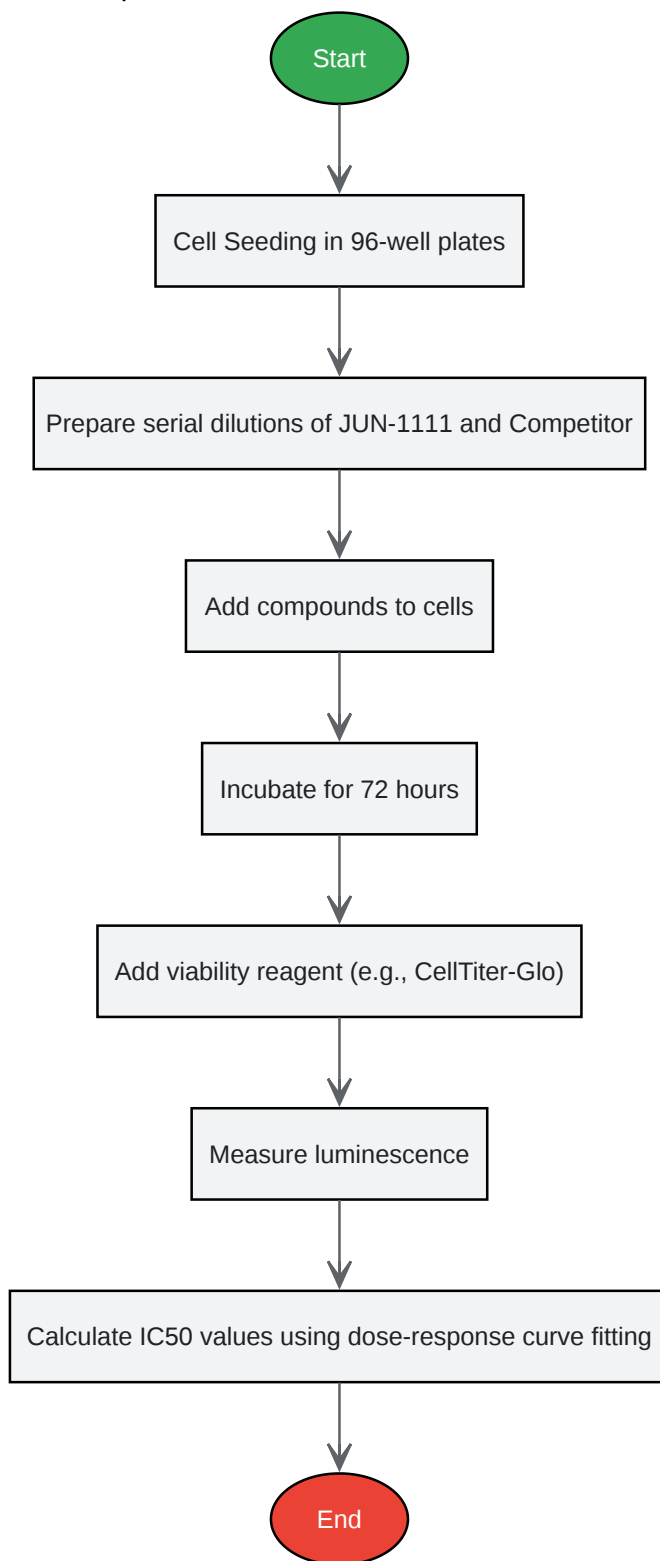 Start
Cell Seeding in 96-well plates
Prepare serial dilutions of JUN-1111 and Competitor
Add compounds to cells
Incubate for 72 hours
Add viability reagent (e.g., CellTiter-Glo)
Measure luminescence
Calculate IC50 values using dose-response curve fitting
End